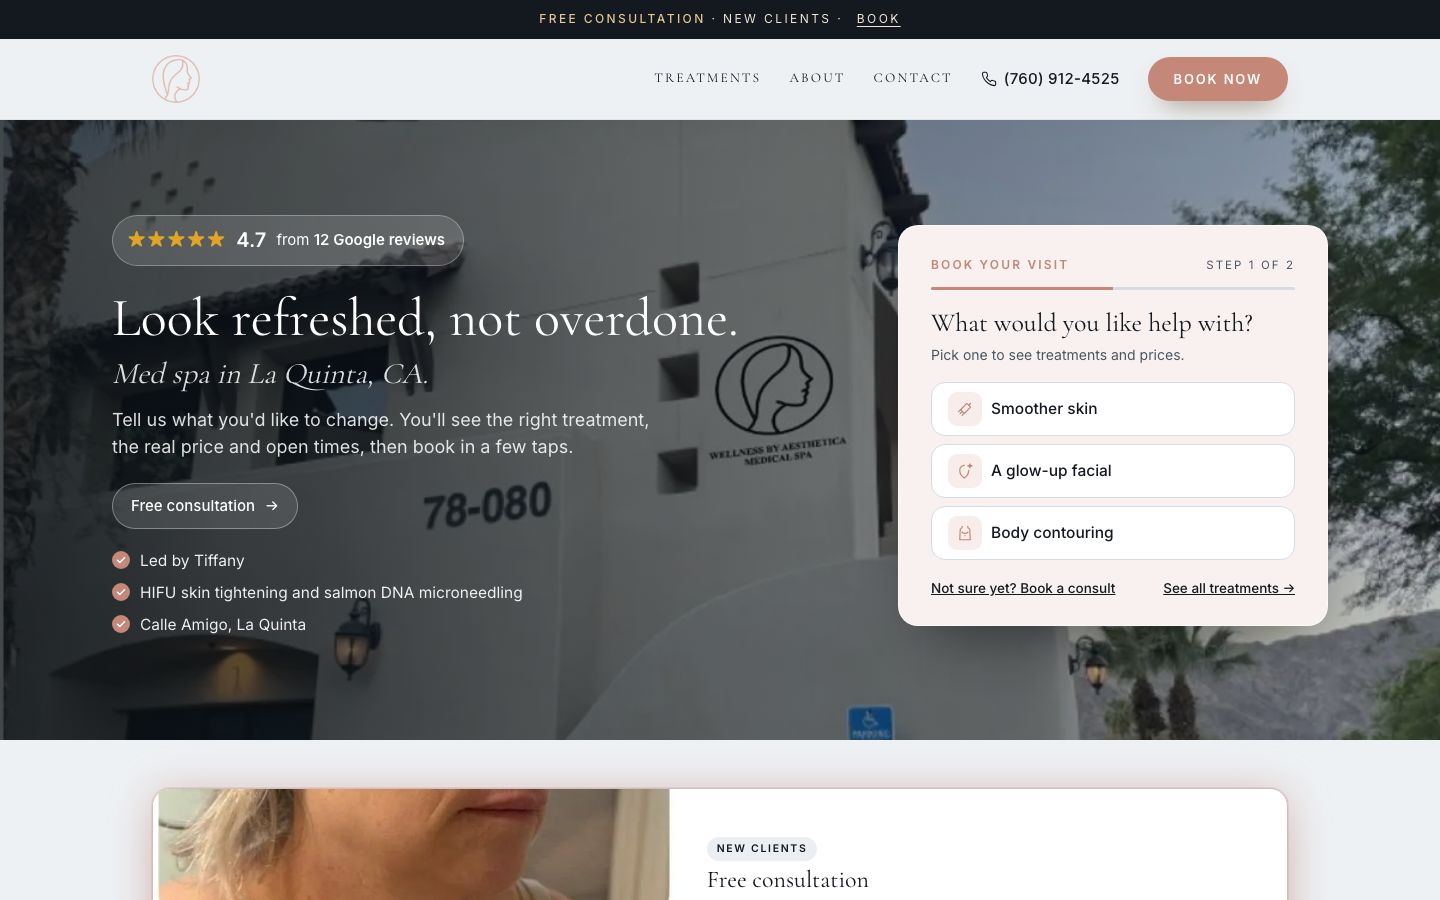 FREE CONSULTATION · NEW CLIENTS · BOOK
TREATMENTS ABOUT CONTACT (760) 912-4525 BOOK NOW
4.7 from 12 Google reviews
Look refreshed, not overdone.
Med spa in La Quinta, CA.
Tell us what you'd like to change. You'll see the right treatment,
the real price and open times, then book in a few taps.
Free consultation →
Led by Tiffany
HIFU skin tightening and salmon DNA microneedling
Calle Amigo, La Quinta
WELLNESS BY AESTHETICA
MEDICAL SPA
78-080
BOOK YOUR VISIT STEP 1 OF 2
What would you like help with?
Pick one to see treatments and prices.
Smoother skin
A glow-up facial
Body contouring
Not sure yet? Book a consult See all treatments →
NEW CLIENTS
Free consultation